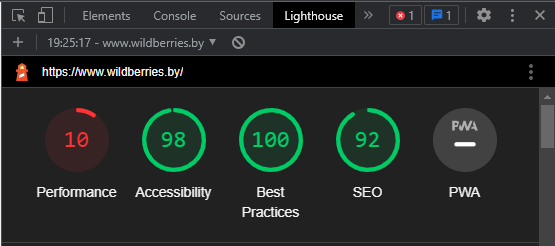 Elements Console Sources Lighthouse » 1 1
+ 19:25:17 - www.wildberries.by
https://www.wildberries.by/
10 98 100 92 PWA
Performance Accessibility Best Practices SEO PWA